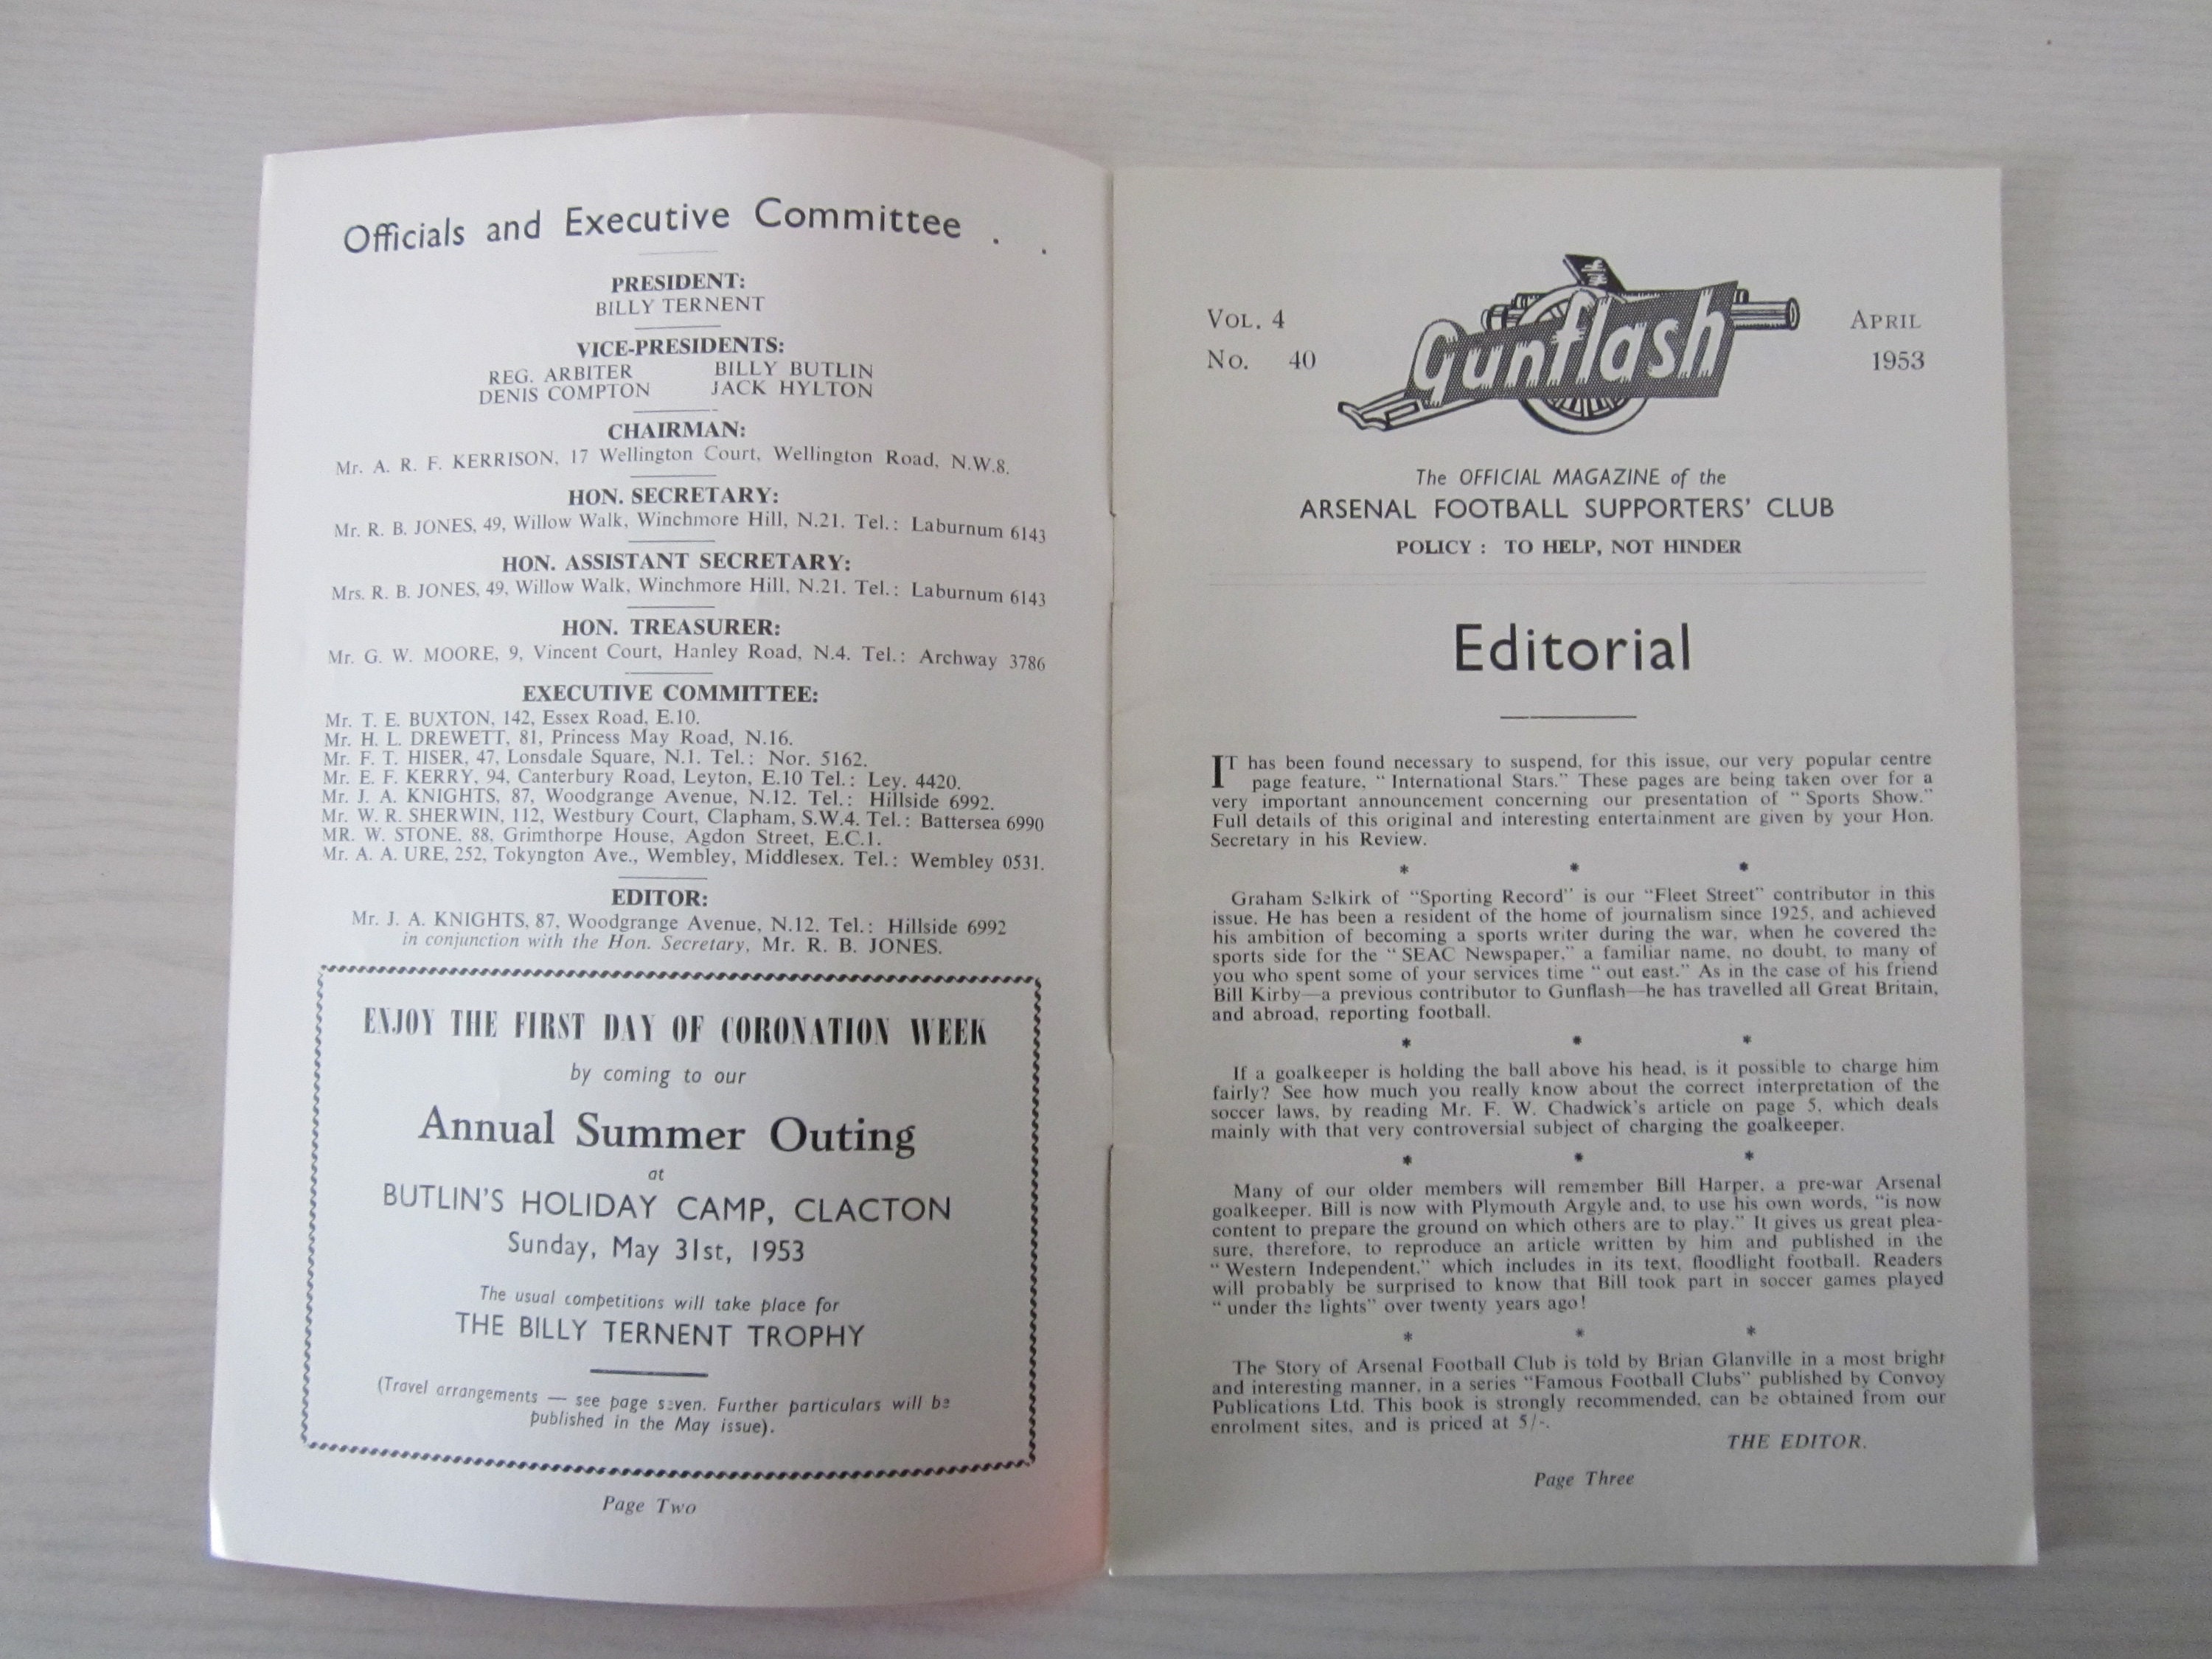 Officials and Executive Committee . .
PRESIDENT:
BILLY TERNENT
VICE-PRESIDENTS:
REG. ARBITER BILLY BUTLIN
DENIS COMPTON JACK HYLTON
CHAIRMAN:
Mr. A. R. F. KERRISON, 17 Wellington Court, Wellington Road, N.W.8.
HON. SECRETARY:
Mr. R. B. JONES, 49, Willow Walk, Winchmore Hill, N.21. Tel.: Laburnum 6143
HON. ASSISTANT SECRETARY:
Mrs. R. B. JONES, 49, Willow Walk, Winchmore Hill, N.21. Tel.: Laburnum 6143
HON. TREASURER:
Mr. G. W. MOORE, 9, Vincent Court, Hanley Road, N.4. Tel.: Archway 3786
EXECUTIVE COMMITTEE:
Mr. T. E. BUXTON, 142, Essex Road, E.10.
Mr. H. L. DREWETT, 81, Princess May Road, N.16.
Mr. F. T. HISER, 47, Lonsdale Square, N.1. Tel.: Nor. 5162.
Mr. E. F. KERRY, 94, Canterbury Road, Leyton, E.10 Tel.: Ley. 4420.
Mr. J. A. KNIGHTS, 87, Woodgrange Avenue, N.12. Tel.: Hillside 6992.
Mr. W. R. SHERWIN, 112, Westbury Court, Clapham, S.W.4. Tel.: Battersea 6990
MR. W. STONE, 88, Grimthorpe House, Agdon Street, E.C.1.
Mr. A. A. URE, 252, Tokyngton Ave., Wembley, Middlesex. Tel.: Wembley 0531.
EDITOR:
Mr. J. A. KNIGHTS, 87, Woodgrange Avenue, N.12. Tel.: Hillside 6992
in conjunction with the Hon. Secretary, Mr. R. B. JONES.
ENJOY THE FIRST DAY OF CORONATION WEEK
by coming to our
Annual Summer Outing
at
BUTLIN'S HOLIDAY CAMP, CLACTON
Sunday, May 31st, 1953
The usual competitions will take place for
THE BILLY TERNENT TROPHY
(Travel arrangements — see page seven. Further particulars will be
published in the May issue).
Page Two
VOL. 4
No. 40
Gunflash
APRIL
1953
The OFFICIAL MAGAZINE of the
ARSENAL FOOTBALL SUPPORTERS' CLUB
POLICY : TO HELP, NOT HINDER
Editorial
IT has been found necessary to suspend, for this issue, our very popular centre
page feature, "International Stars." These pages are being taken over for a
very important announcement concerning our presentation of "Sports Show."
Full details of this original and interesting entertainment are given by your Hon.
Secretary in his Review.
* * *
Graham Selkirk of "Sporting Record" is our "Fleet Street" contributor in this
issue. He has been a resident of the home of journalism since 1925, and achieved
his ambition of becoming a sports writer during the war, when he covered the
sports side for the "SEAC Newspaper," a familiar name, no doubt, to many of
you who spent some of your services time "out east." As in the case of his friend
Bill Kirby—a previous contributor to Gunflash—he has travelled all Great Britain,
and abroad, reporting football.
* * *
If a goalkeeper is holding the ball above his head, is it possible to charge him
fairly? See how much you really know about the correct interpretation of the
soccer laws, by reading Mr. F. W. Chadwick's article on page 5, which deals
mainly with that very controversial subject of charging the goalkeeper.
* * *
Many of our older members will remember Bill Harper, a pre-war Arsenal
goalkeeper. Bill is now with Plymouth Argyle and, to use his own words, "is now
content to prepare the ground on which others are to play." It gives us great plea-
sure, therefore, to reproduce an article written by him and published in the
"Western Independent," which includes in its text, floodlight football. Readers
will probably be surprised to know that Bill took part in soccer games played
"under the lights" over twenty years ago!
* * *
The Story of Arsenal Football Club is told by Brian Glanville in a most bright
and interesting manner, in a series "Famous Football Clubs" published by Convoy
Publications Ltd. This book is strongly recommended, can be obtained from our
enrolment sites, and is priced at 5/-.
THE EDITOR.
Page Three